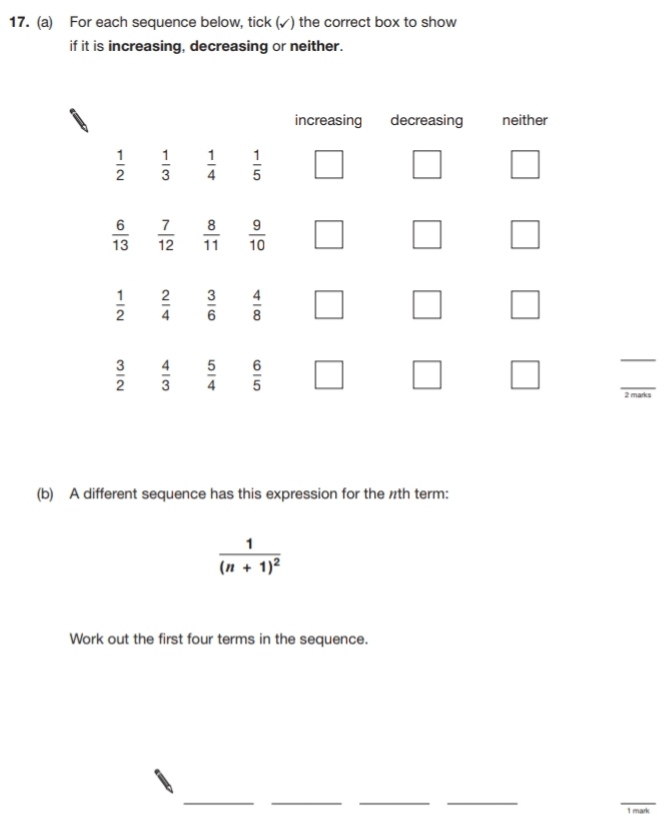 17. (a) For each sequence below, tick (✓) the correct box to show
if it is increasing, decreasing or neither.
increasing decreasing neither
1/2 1/3 1/4 1/5
6/13 7/12 8/11 9/10
1/2 2/4 3/6 4/8
3/2 4/3 5/4 6/5
2 marks
(b) A different sequence has this expression for the nth term:
1/(n + 1)²
Work out the first four terms in the sequence.
1 mark